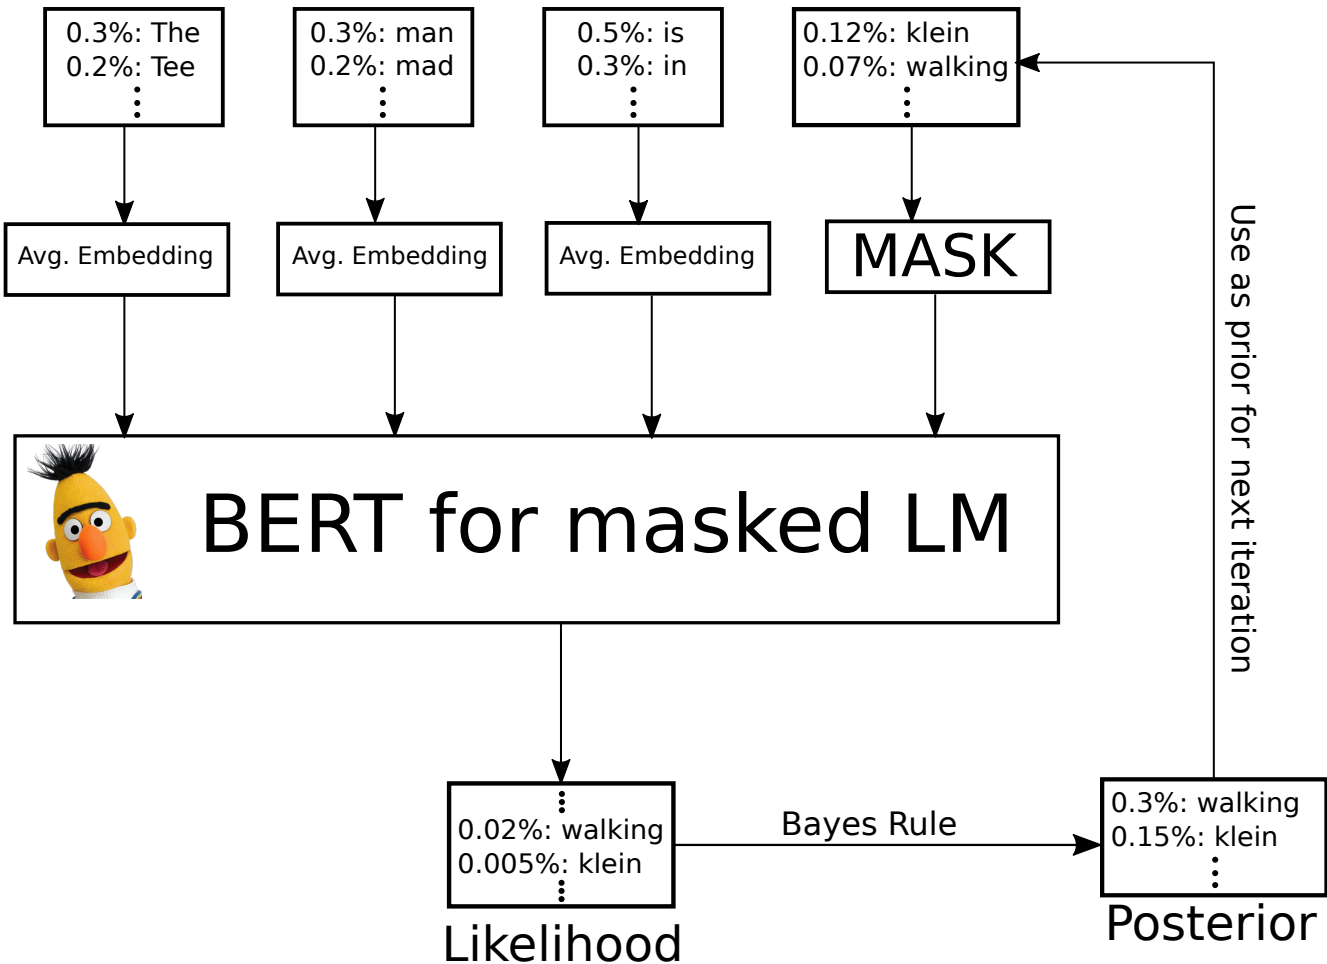 0.3%: The
0.2%: Tee
0.3%: man
0.2%: mad
0.5%: is
0.3%: in
0.12%: klein
0.07%: walking
Avg. Embedding
Avg. Embedding
Avg. Embedding
MASK
Use as prior for next iteration
BERT for masked LM
0.02%: walking
0.005%: klein
Likelihood
Bayes Rule
0.3%: walking
0.15%: klein
Posterior